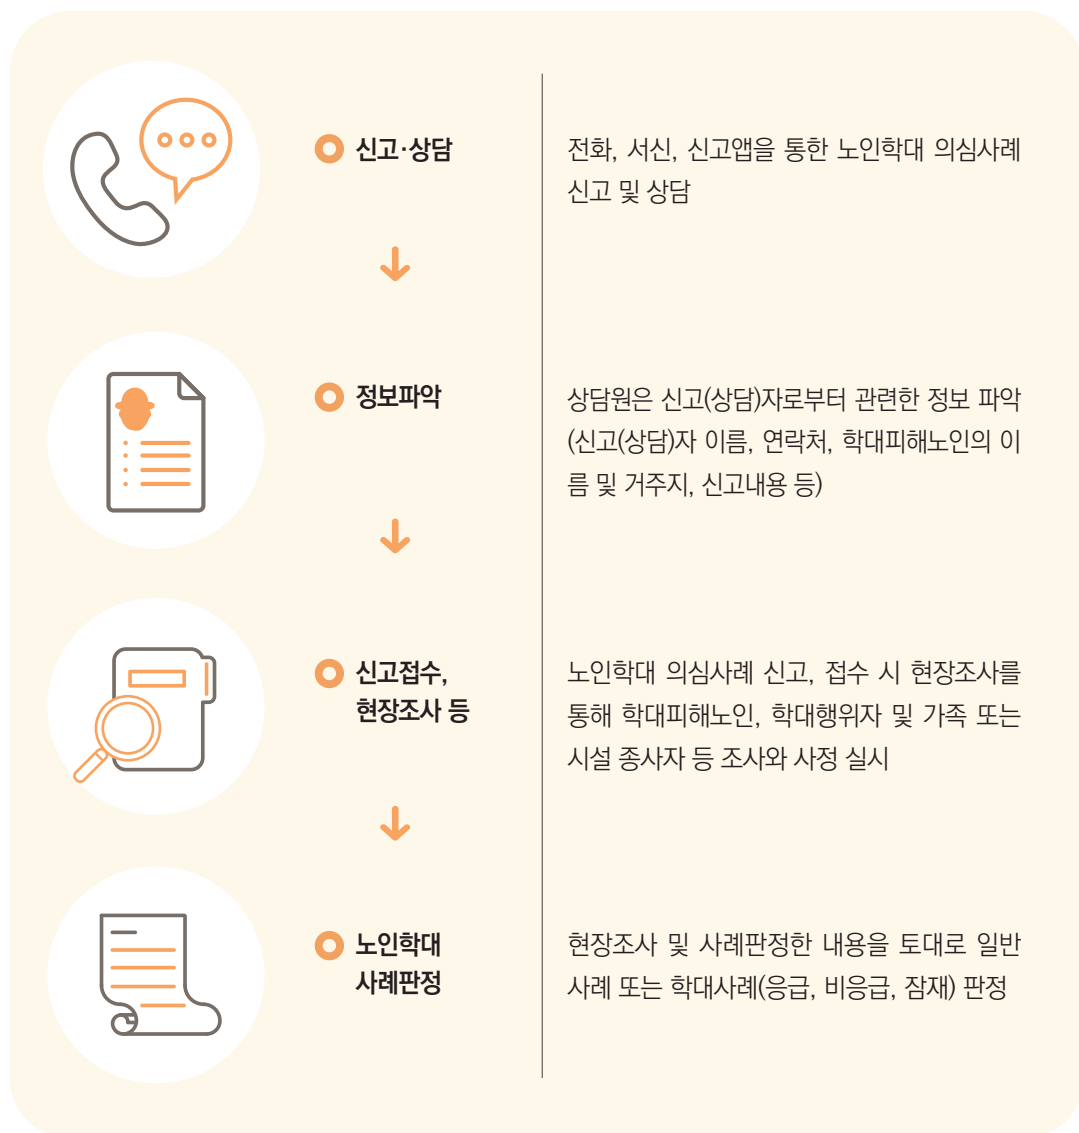 신고·상담
전화, 서신, 신고앱을 통한 노인학대 의심사례
신고 및 상담
정보파악
상담원은 신고(상담)자로부터 관련한 정보 파악
(신고(상담)자 이름, 연락처, 학대피해노인의 이
름 및 거주지, 신고내용 등)
신고접수,
현장조사 등
노인학대 의심사례 신고, 접수 시 현장조사를
통해 학대피해노인, 학대행위자 및 가족 또는
시설 종사자 등 조사와 사정 실시
노인학대
사례판정
현장조사 및 사례판정한 내용을 토대로 일반
사례 또는 학대사례(응급, 비응급, 잠재) 판정